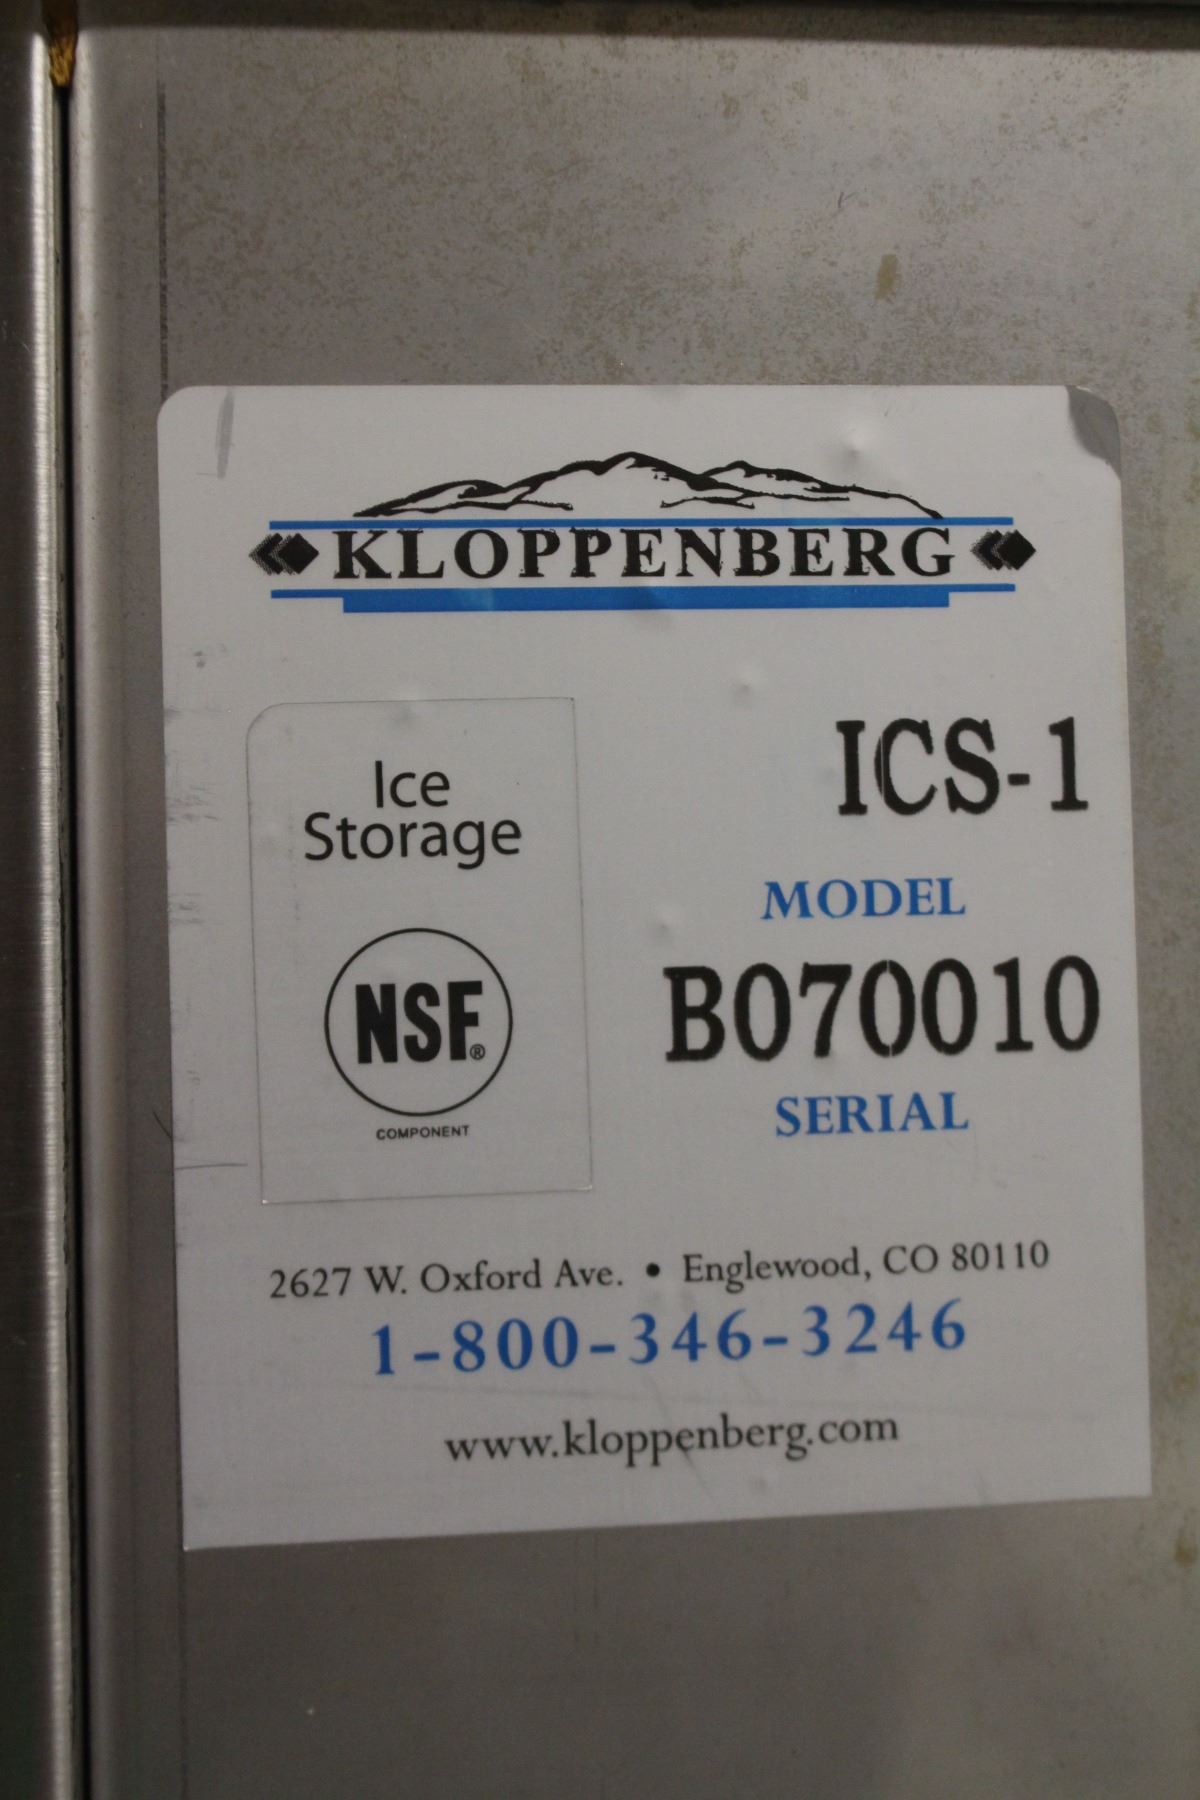 KLOPPENBERG
Ice
Storage
NSF®
COMPONENT
ICS-1
MODEL
B070010
SERIAL
2627 W. Oxford Ave. • Englewood, CO 80110
1-800-346-3246
www.kloppenberg.com